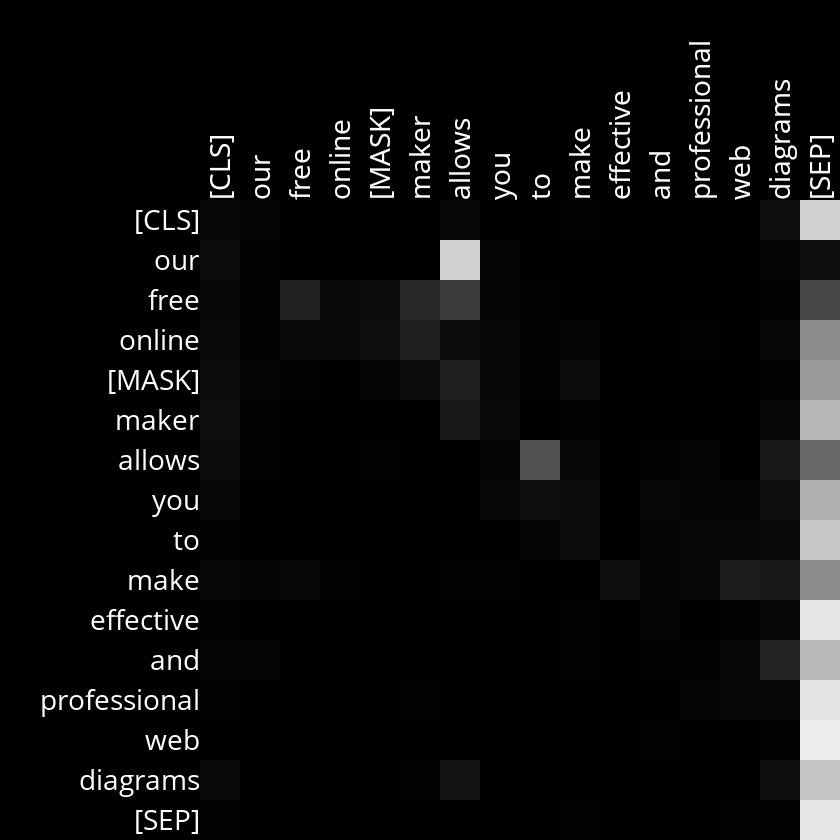 [CLS]
our
free
online
[MASK]
maker
allows
you
to
make
effective
and
professional
web
diagrams
[SEP]
[CLS]
our
free
online
[MASK]
maker
allows
you
to
make
effective
and
professional
web
diagrams
[SEP]